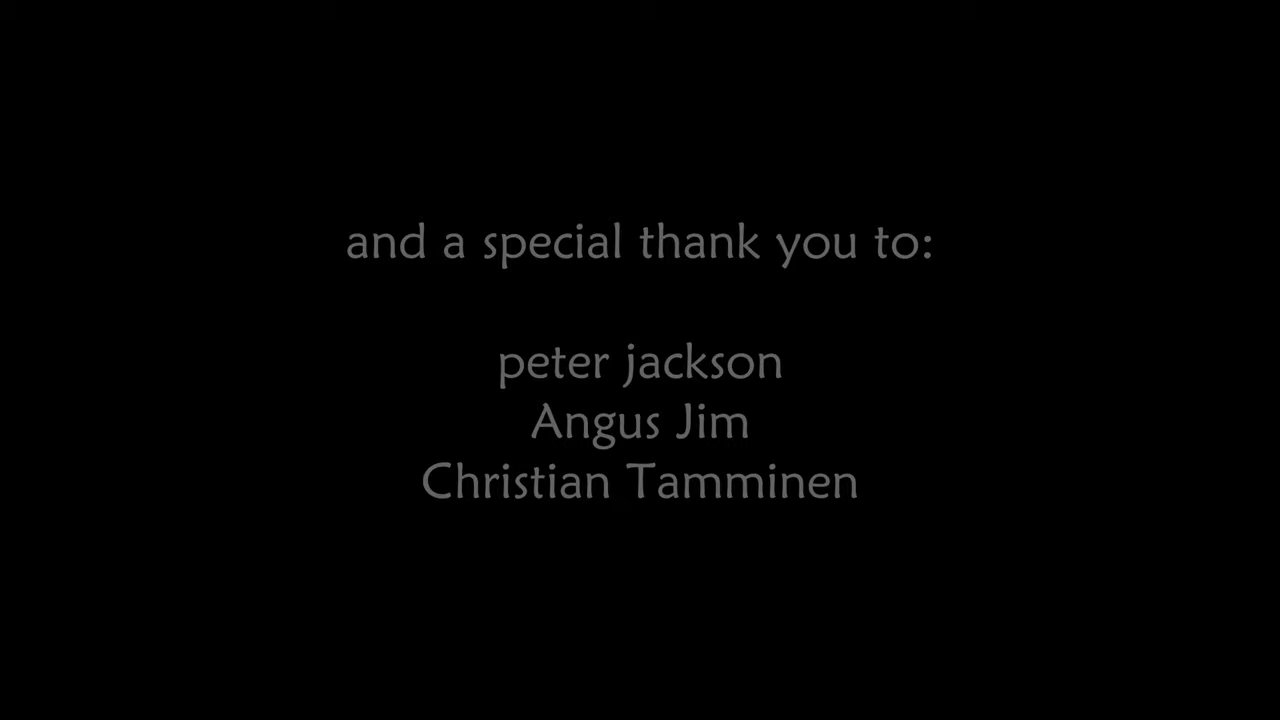 and a special thank you to:
peter jackson
Angus Jim
Christian Tamminen